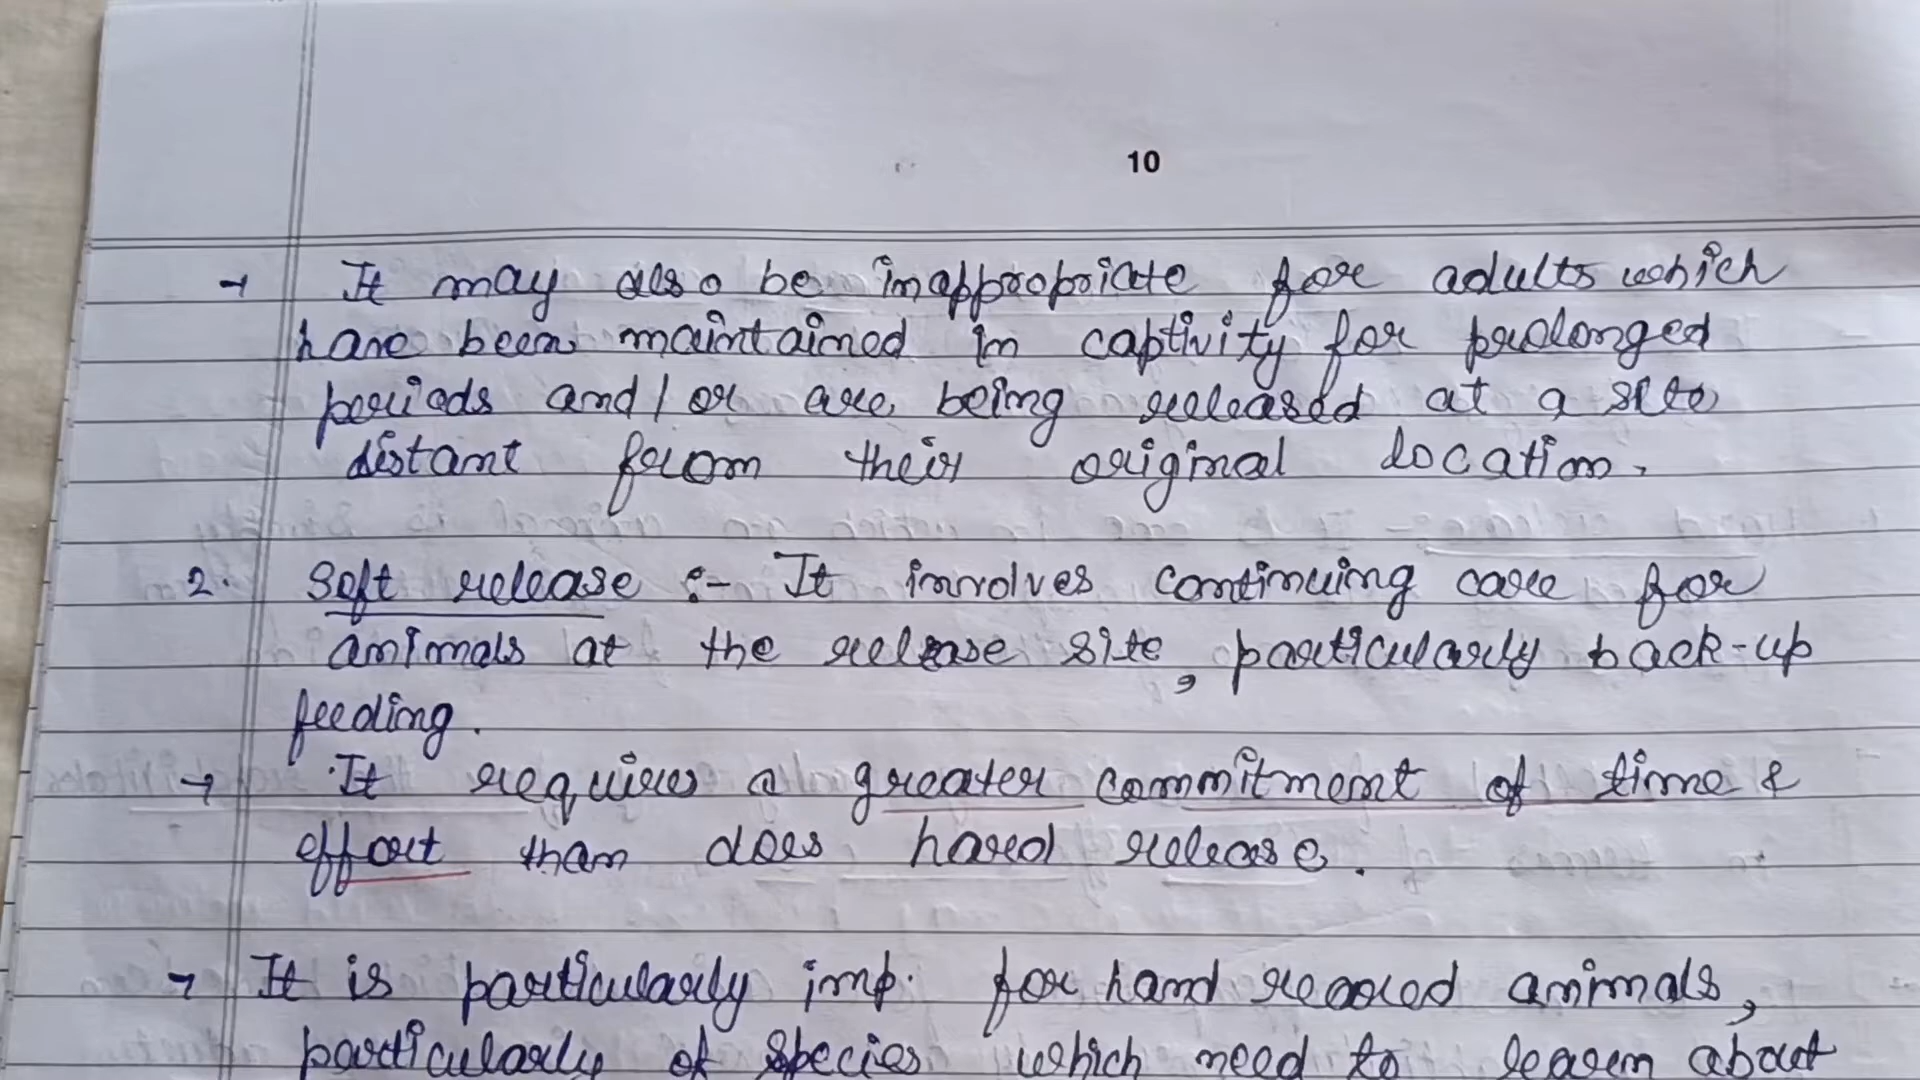 10
→ It may also be inappropriate for adults which
have been maintained in captivity for prolonged
periods and/or are being released at a site
distant from their original location.
2. Soft release :- It involves continuing care for
animals at the release site, particularly back-up
feeding.
→ It requires a greater commitment of time &
effort than does hard release.
→ It is particularly imp. for hand reared animals,
particularly of species which need to learn about